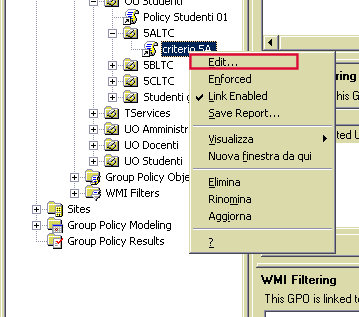 UO Studenti
Policy Studenti 01
5ALTC
criterio 5A
5BLTC
5CLTC
Studenti
TServices
UO Amministr
UO Docenti
UO Studenti
Group Policy Obje
WMI Filters
Sites
Group Policy Modeling
Group Policy Results
Edit...
Enforced
Link Enabled
Save Report...
Visualizza
Nuova finestra da qui
Elimina
Rinomina
Aggiorna
?
ering
his G
ted U
WMI Filtering
This GPO is linked to